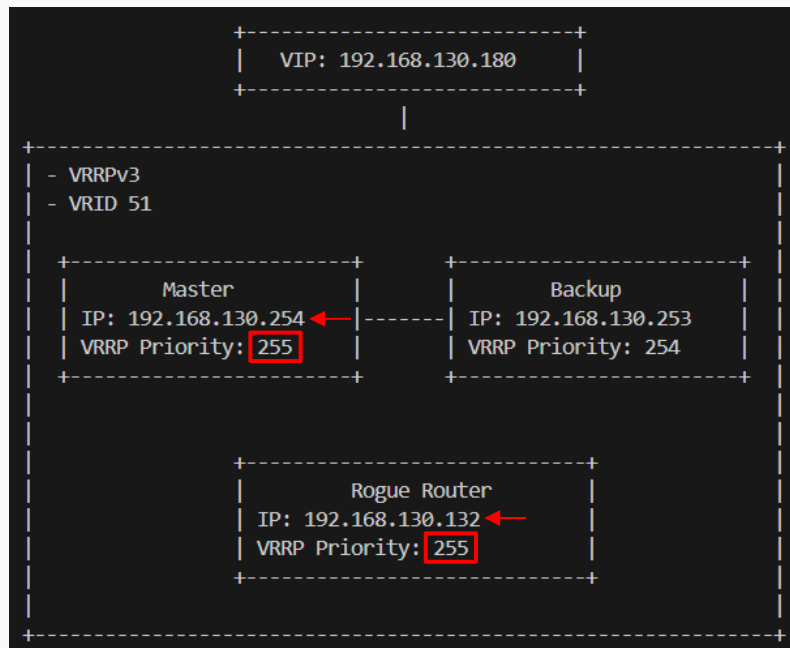 VIP: 192.168.130.180
- VRRPv3
- VRID 51
Master
IP: 192.168.130.254
VRRP Priority: 255
Backup
IP: 192.168.130.253
VRRP Priority: 254
Rogue Router
IP: 192.168.130.132
VRRP Priority: 255